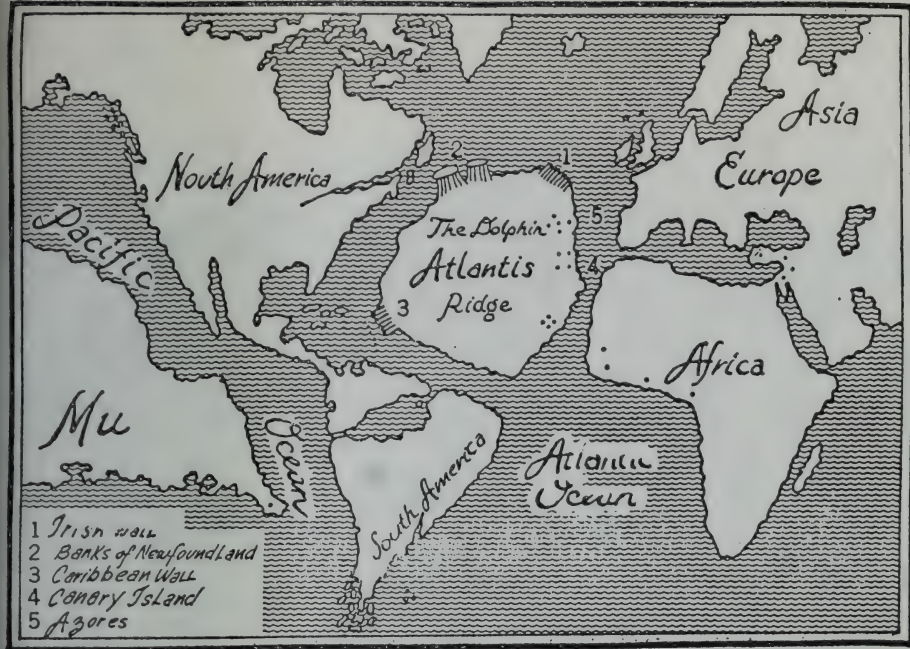 Asia
Nouth America
2
1
Europe
8
Pacific
5
The Dolphin
Atlantis
4
3
Ridge
Africa
Mu
Ocean
South America
Atlantic
Ocean
1 Irish Wall
2 Banks of Newfoundland
3 Caribbean Wall
4 Canary Island
5 Azores